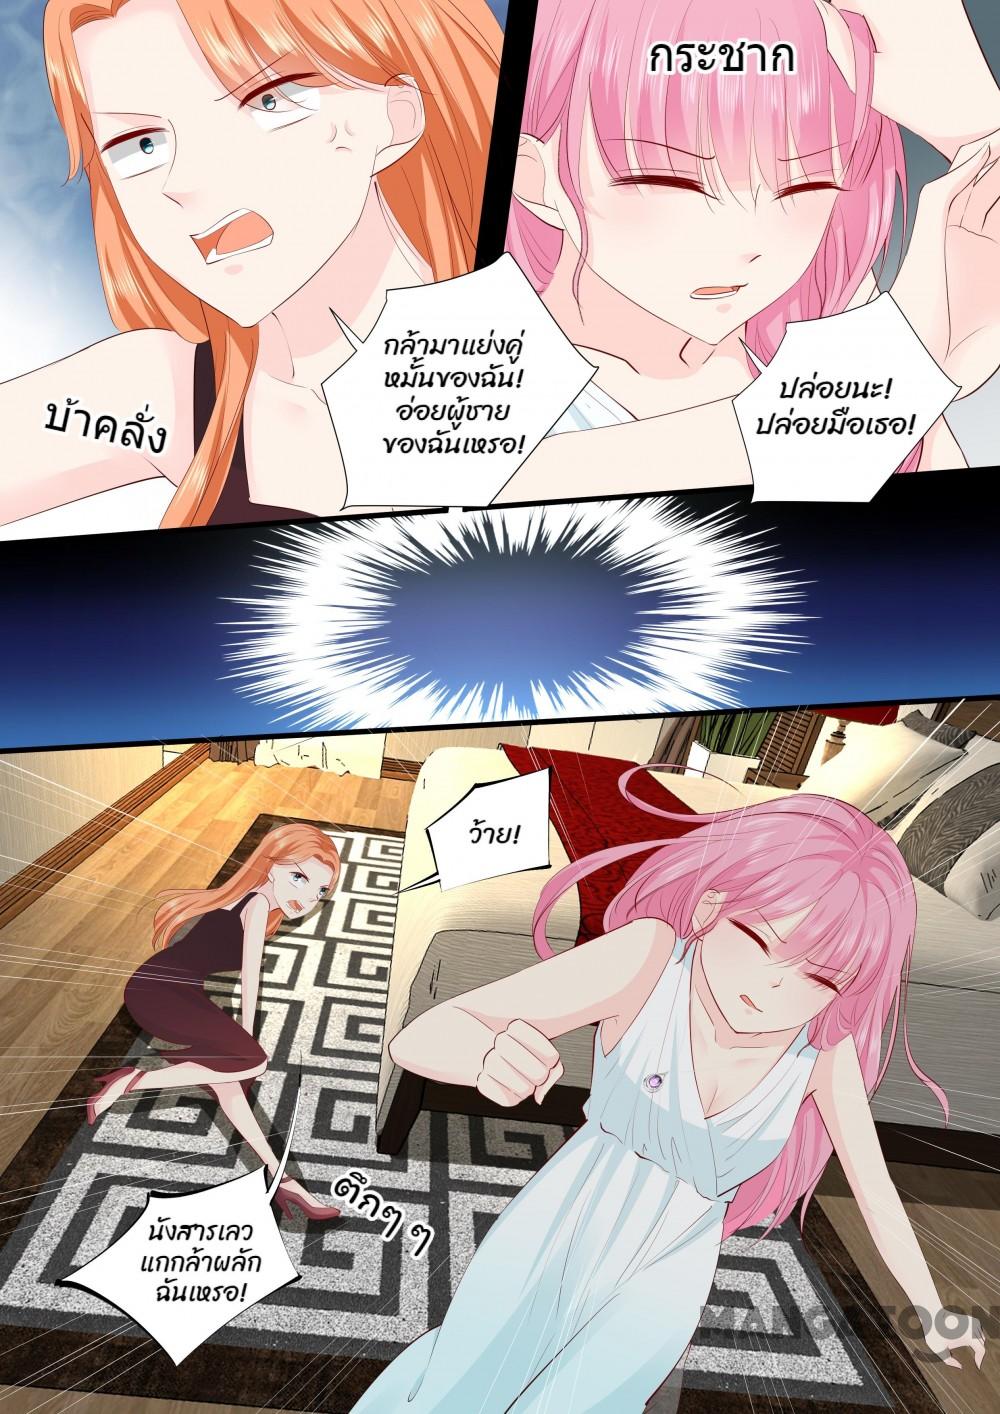 กระชาก
กล้ามาแย่งคู่
หมั้นของฉัน!
อ่อยผู้ชาย
ของฉันเหรอ!
ปล่อยนะ!
ปล่อยมือเธอ!
บ้าคลั่ง
ว้าย!
นังสารเลว
แกกล้าผลัก
ฉันเหรอ!
ตึกๆ ๆ
MANGATOON